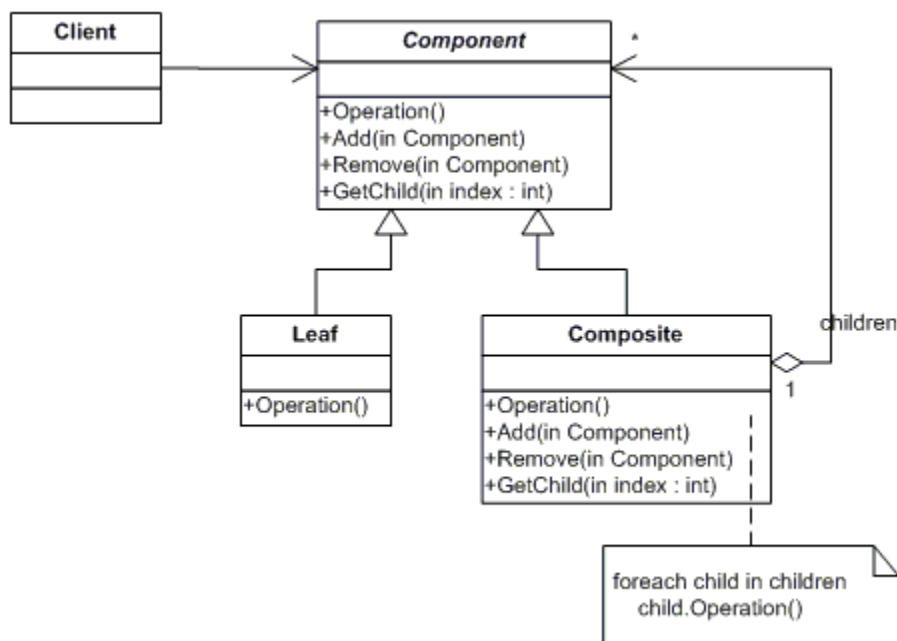 Client
Component
*
+Operation()
+Add(in Component)
+Remove(in Component)
+GetChild(in index : int)
children
Leaf
+Operation()
Composite
1
+Operation()
+Add(in Component)
+Remove(in Component)
+GetChild(in index : int)
foreach child in children
child.Operation()